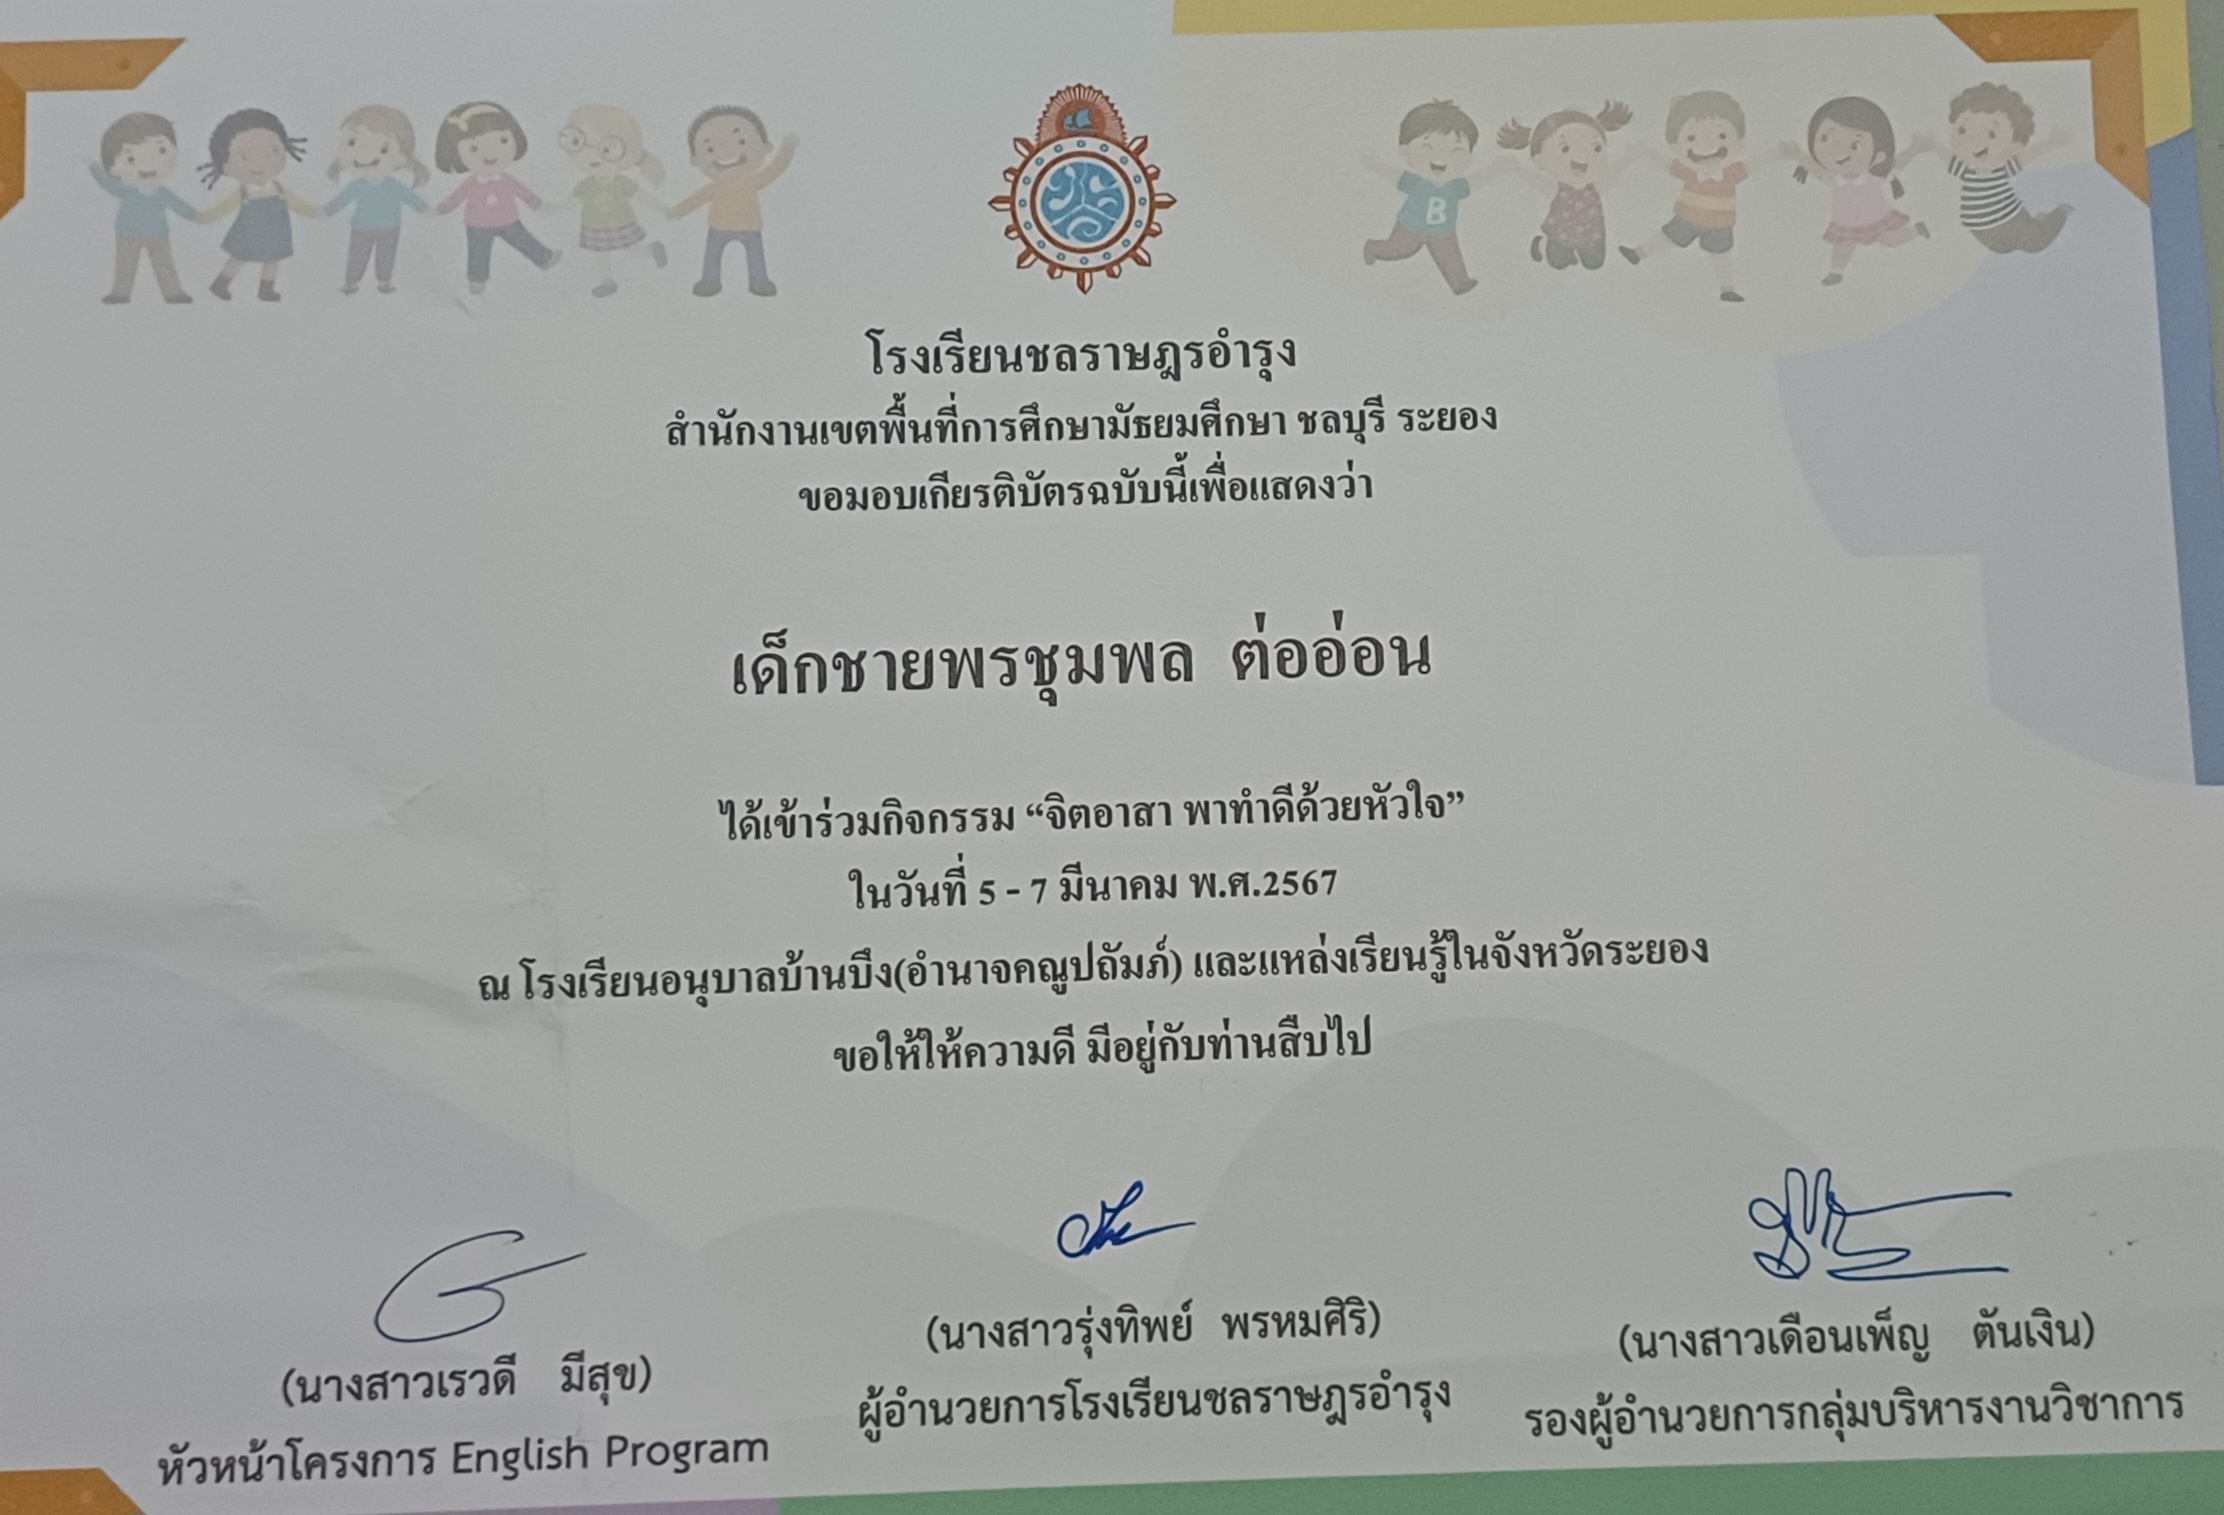 โรงเรียนชลราษฎรอำรุง
สำนักงานเขตพื้นที่การศึกษามัธยมศึกษา ชลบุรี ระยอง
ขอมอบเกียรติบัตรฉบับนี้เพื่อแสดงว่า
เด็กชายพรชุมพล ต่ออ่อน
ได้เข้าร่วมกิจกรรม “จิตอาสา พาทำดีด้วยหัวใจ”
ในวันที่ 5 - 7 มีนาคม พ.ศ.2567
ณ โรงเรียนอนุบาลบ้านบึง(อำนาจคณูปถัมภ์) และแหล่งเรียนรู้ในจังหวัดระยอง
ขอให้ให้ความดี มีอยู่กับท่านสืบไป
(นางสาวเรวดี มีสุข)
หัวหน้าโครงการ English Program
(นางสาวรุ่งทิพย์ พรหมศิริ)
ผู้อำนวยการโรงเรียนชลราษฎรอำรุง
(นางสาวเดือนเพ็ญ ตันเงิน)
รองผู้อำนวยการกลุ่มบริหารงานวิชาการ
B